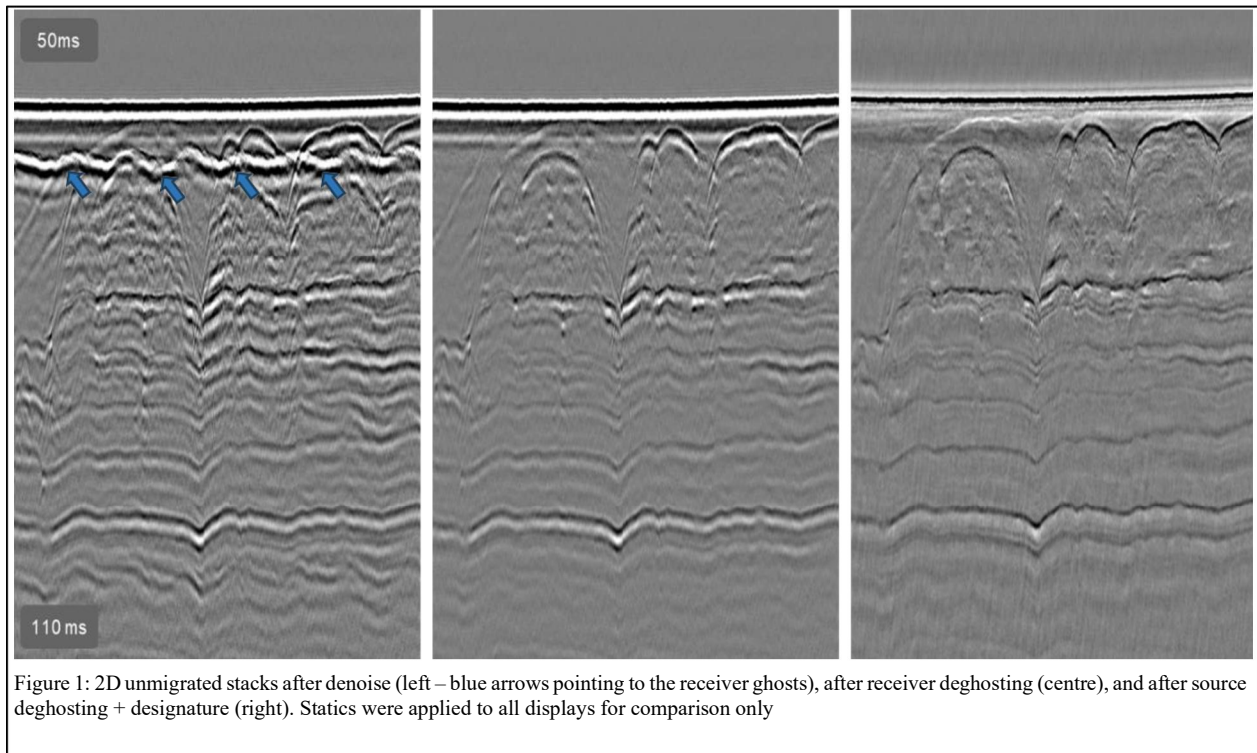 50ms
110 ms
Figure 1: 2D unmigrated stacks after denoise (left – blue arrows pointing to the receiver ghosts), after receiver deghosting (centre), and after source
deghosting + designature (right). Statics were applied to all displays for comparison only